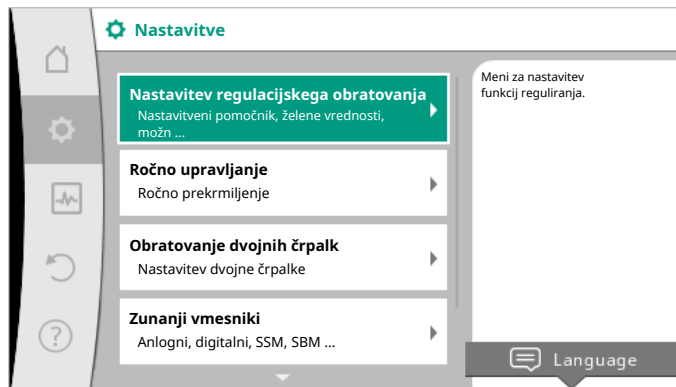 Nastavitve
Nastavitev regulacijskega obratovanja
Nastavitveni pomočnik, želene vrednosti,
možn ...
Ročno upravljanje
Ročno prekrmiljenje
Obratovanje dvojnih črpalk
Nastavitev dvojne črpalke
Zunanji vmesniki
Anlogni, digitalni, SSM, SBM ...
Meni za nastavitev
funkcij reguliranja.
Language